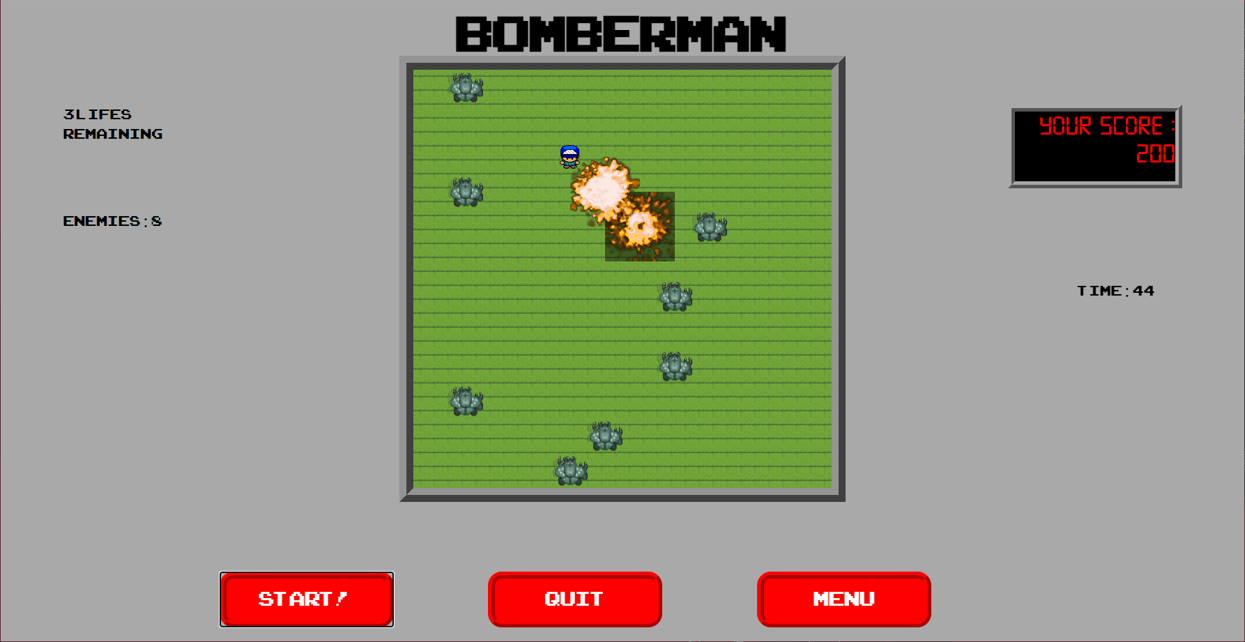 BOMBERMAN
3LIFES
REMAINING
ENEMIES:8
YOUR SCORE :
200
TIME:44
START!
QUIT
MENU